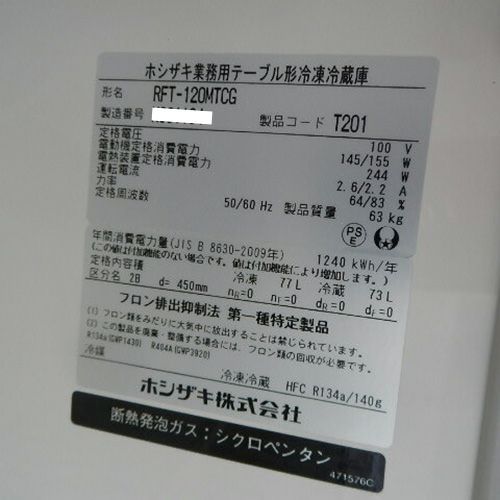 ホシザキ業務用テーブル形冷凍冷蔵庫
形名 RFT-120MTCG
製造番号
製品コード T201
定格電圧 100 V
電動機定格消費電力 145/155 W
電熱装置定格消費電力 244 W
運転電流 2.6/2.2 A
力率 64/83 %
定格周波数 50/60 Hz 製品質量 63 kg
PS
E
年間消費電力量(JIS B 8630-2009年) 1240 kWh/年
(この値は付加機能のない場合です。値は付加機能により増加します。)
定格内容積 冷凍 77L 冷蔵 73L
区分名 2B d= 450mm nR=0 nF=0 dR=0 dF=0
フロン排出抑制法 第一種特定製品
(1) フロン類をみだりに大気中に放出することは禁じられています。
(2) この製品を廃棄・整備する場合には、フロン類の回収が必要です。
R134a(GWP1430) R404A(GWP3920)
冷媒 冷凍冷蔵 HFC R134a/140g
ホシザキ株式会社
断熱発泡ガス：シクロペンタン
471576C